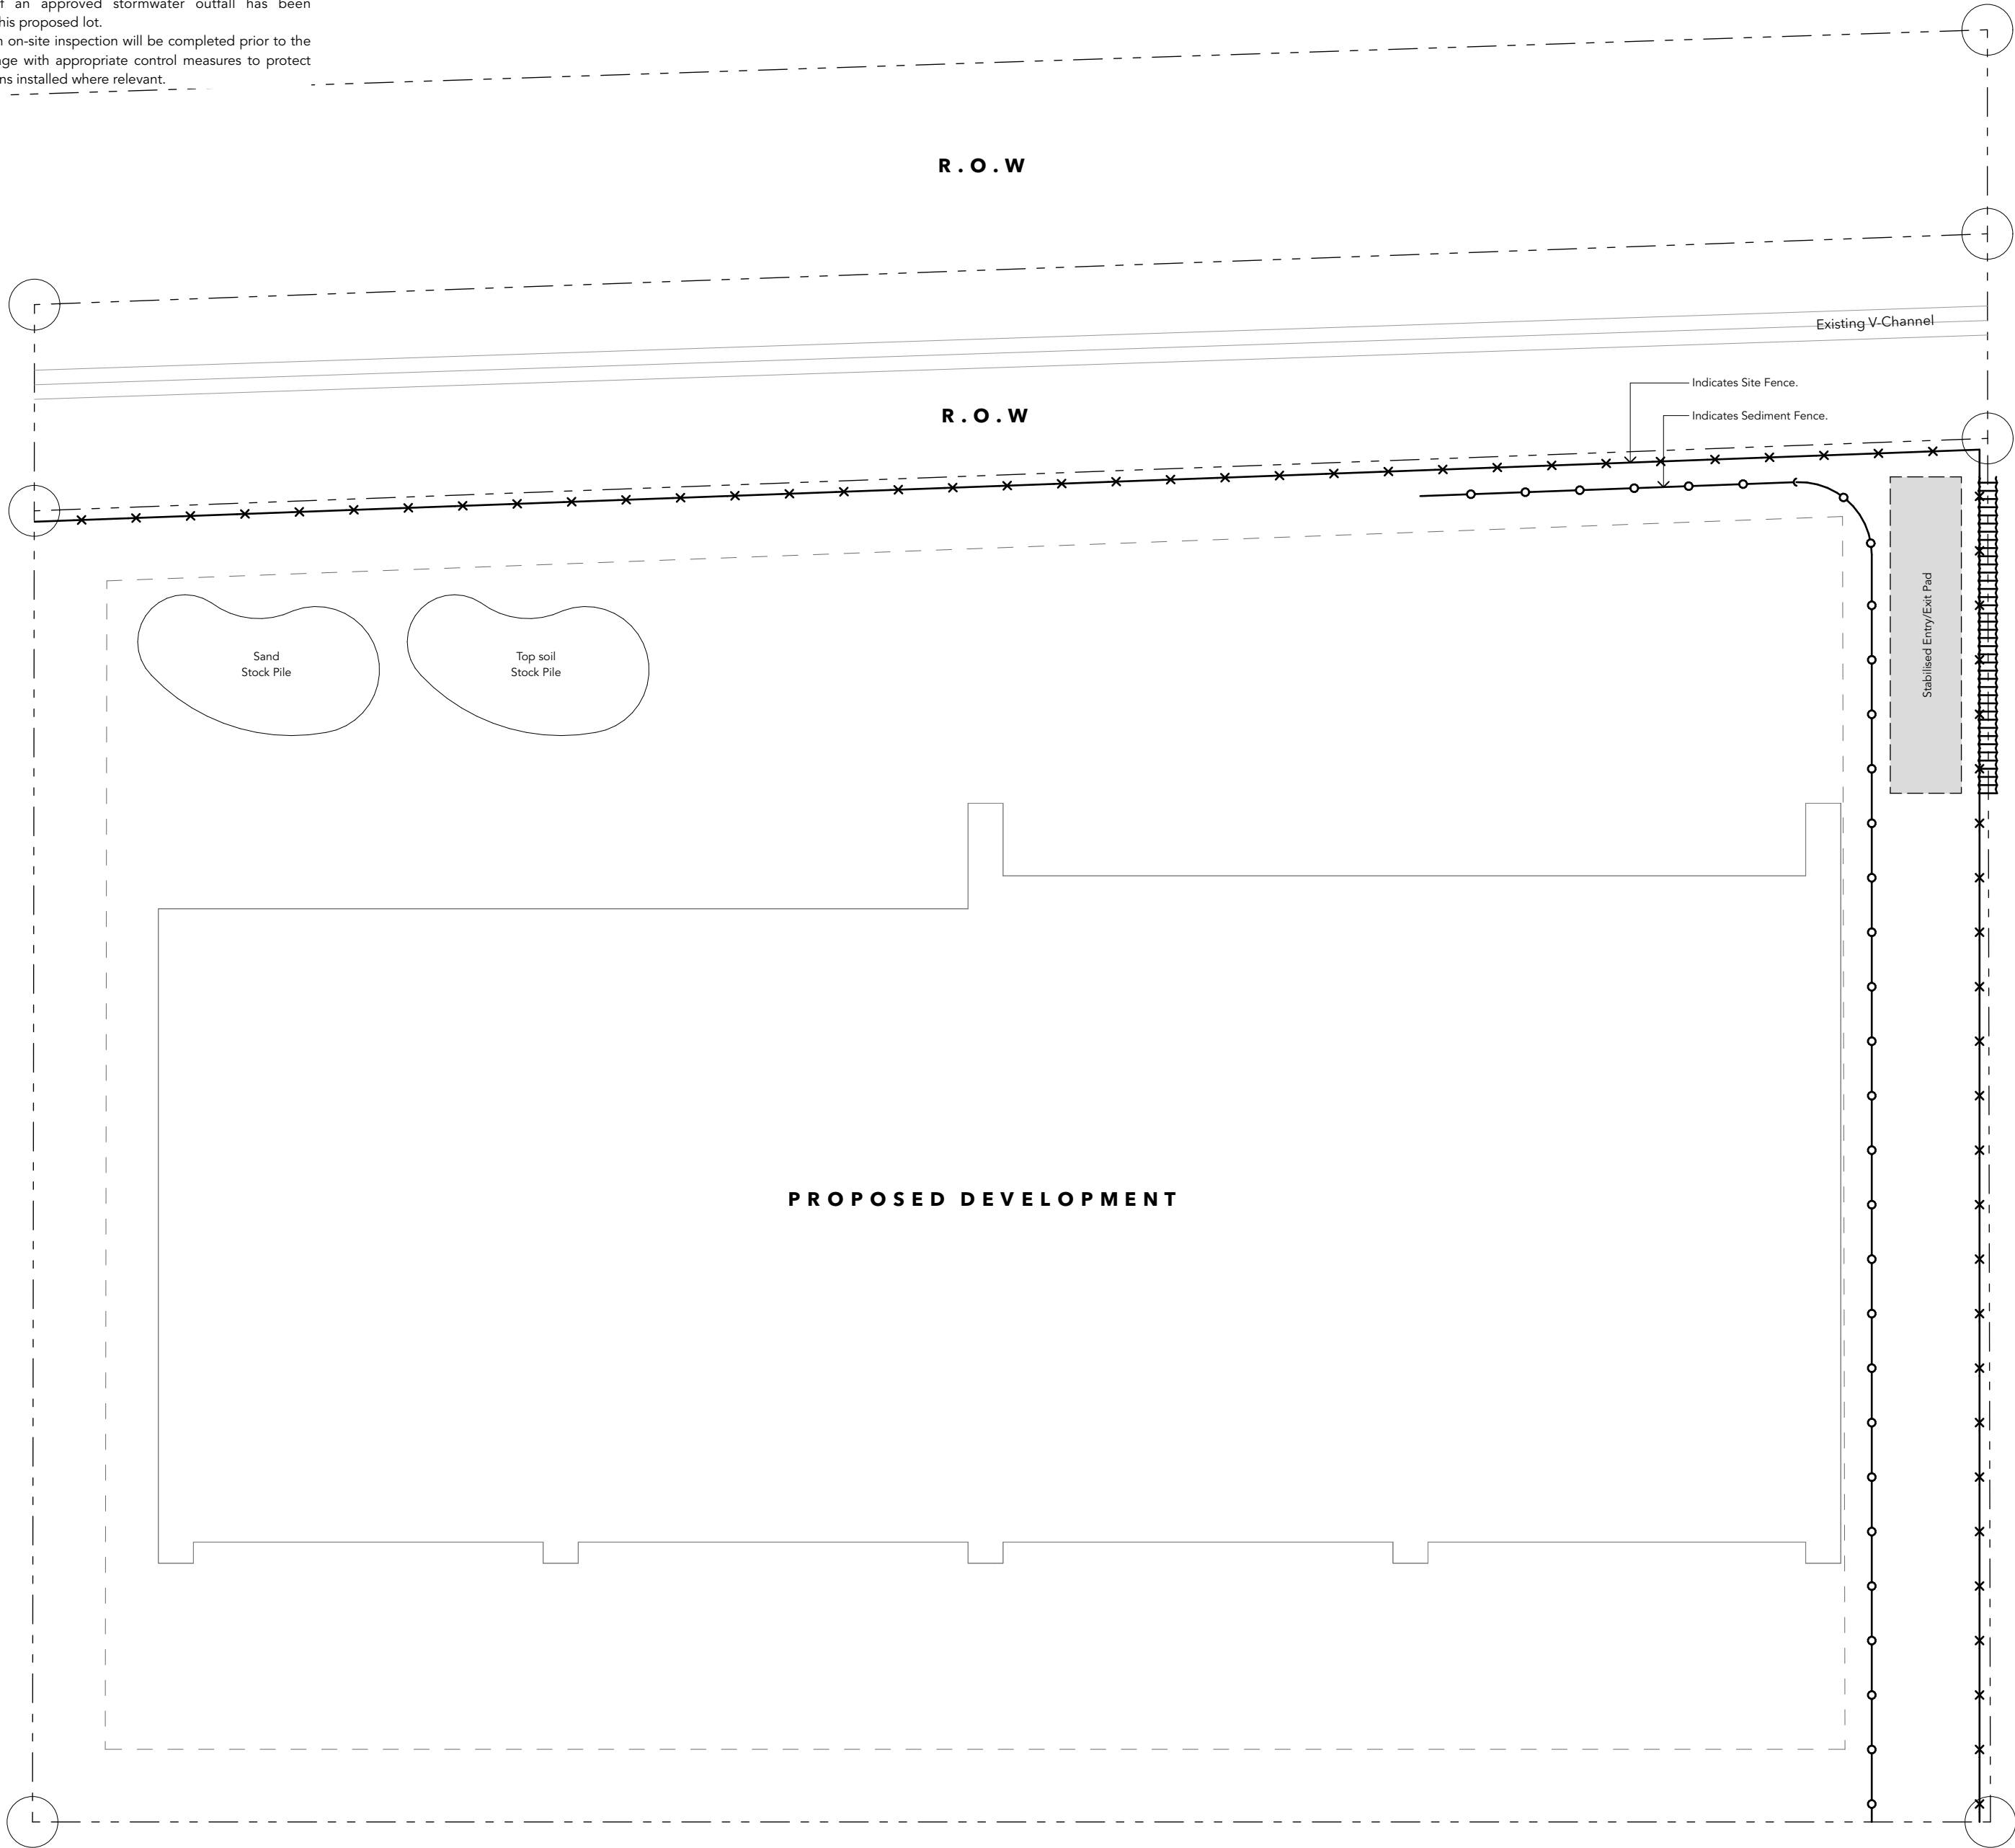 f an approved stormwater outfall has been
his proposed lot.
n on-site inspection will be completed prior to the
ge with appropriate control measures to protect
ns installed where relevant.
R.O.W
Existing V-Channel
Indicates Site Fence.
R.O.W
Indicates Sediment Fence.
Stabilised Entry/Exit Pad
Sand
Stock Pile
Top soil
Stock Pile
PROPOSED DEVELOPMENT